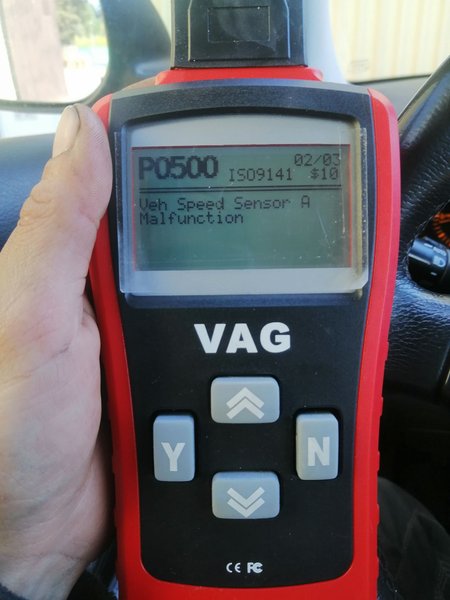 P0500 ISO9141 02/03 $10
Veh Speed Sensor A
Malfunction
VAG
Y
N
CE FC